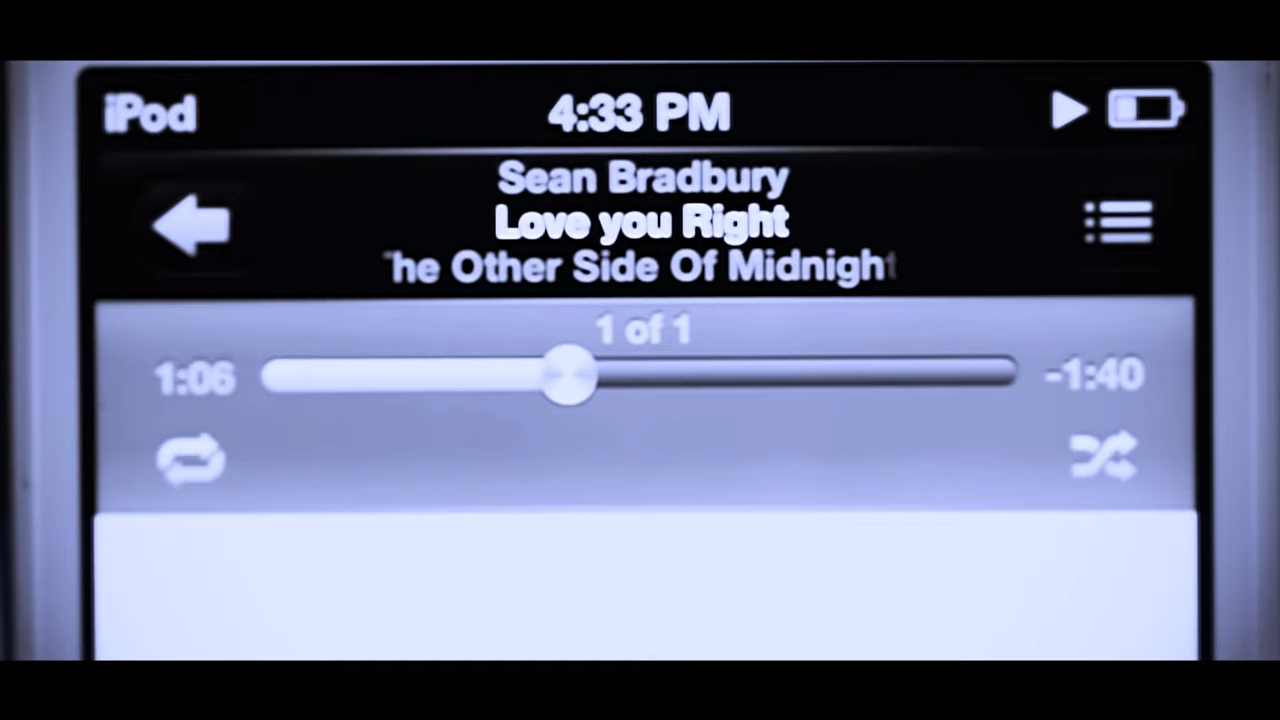 iPod 4:33 PM
Sean Bradbury
Love you Right
he Other Side Of Midnight
1 of 1
1:06 -1:40